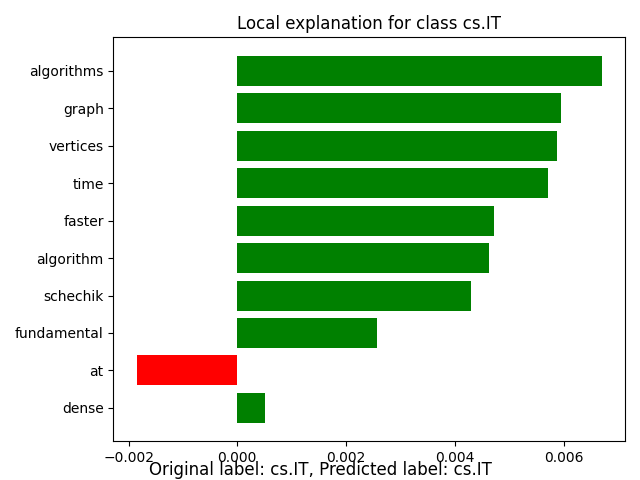 Local explanation for class cs.IT
algorithms
graph
vertices
time
faster
algorithm
schechik
fundamental
at
dense
−0.002 0.000 0.002 0.004 0.006
Original label: cs.IT, Predicted label: cs.IT